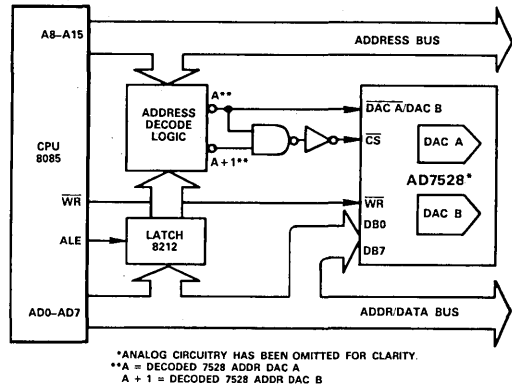 A8–A15
ADDRESS BUS
A**
ADDRESS
DECODE
LOGIC
DAC A/DAC B
CS
DAC A
CPU
8085
A + 1**
AD7528*
WR
WR
DAC B
DB0
LATCH
8212
ALE
DB7
AD0–AD7
ADDR/DATA BUS
*ANALOG CIRCUITRY HAS BEEN OMITTED FOR CLARITY.
**A = DECODED 7528 ADDR DAC A
A + 1 = DECODED 7528 ADDR DAC B